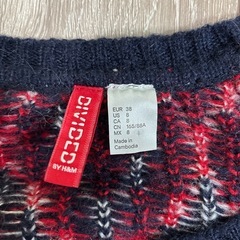 DIVIDED
BY H&M
EUR 38
US 8
CA 8
CN 165/88A
MX 8
Made in
Cambodia